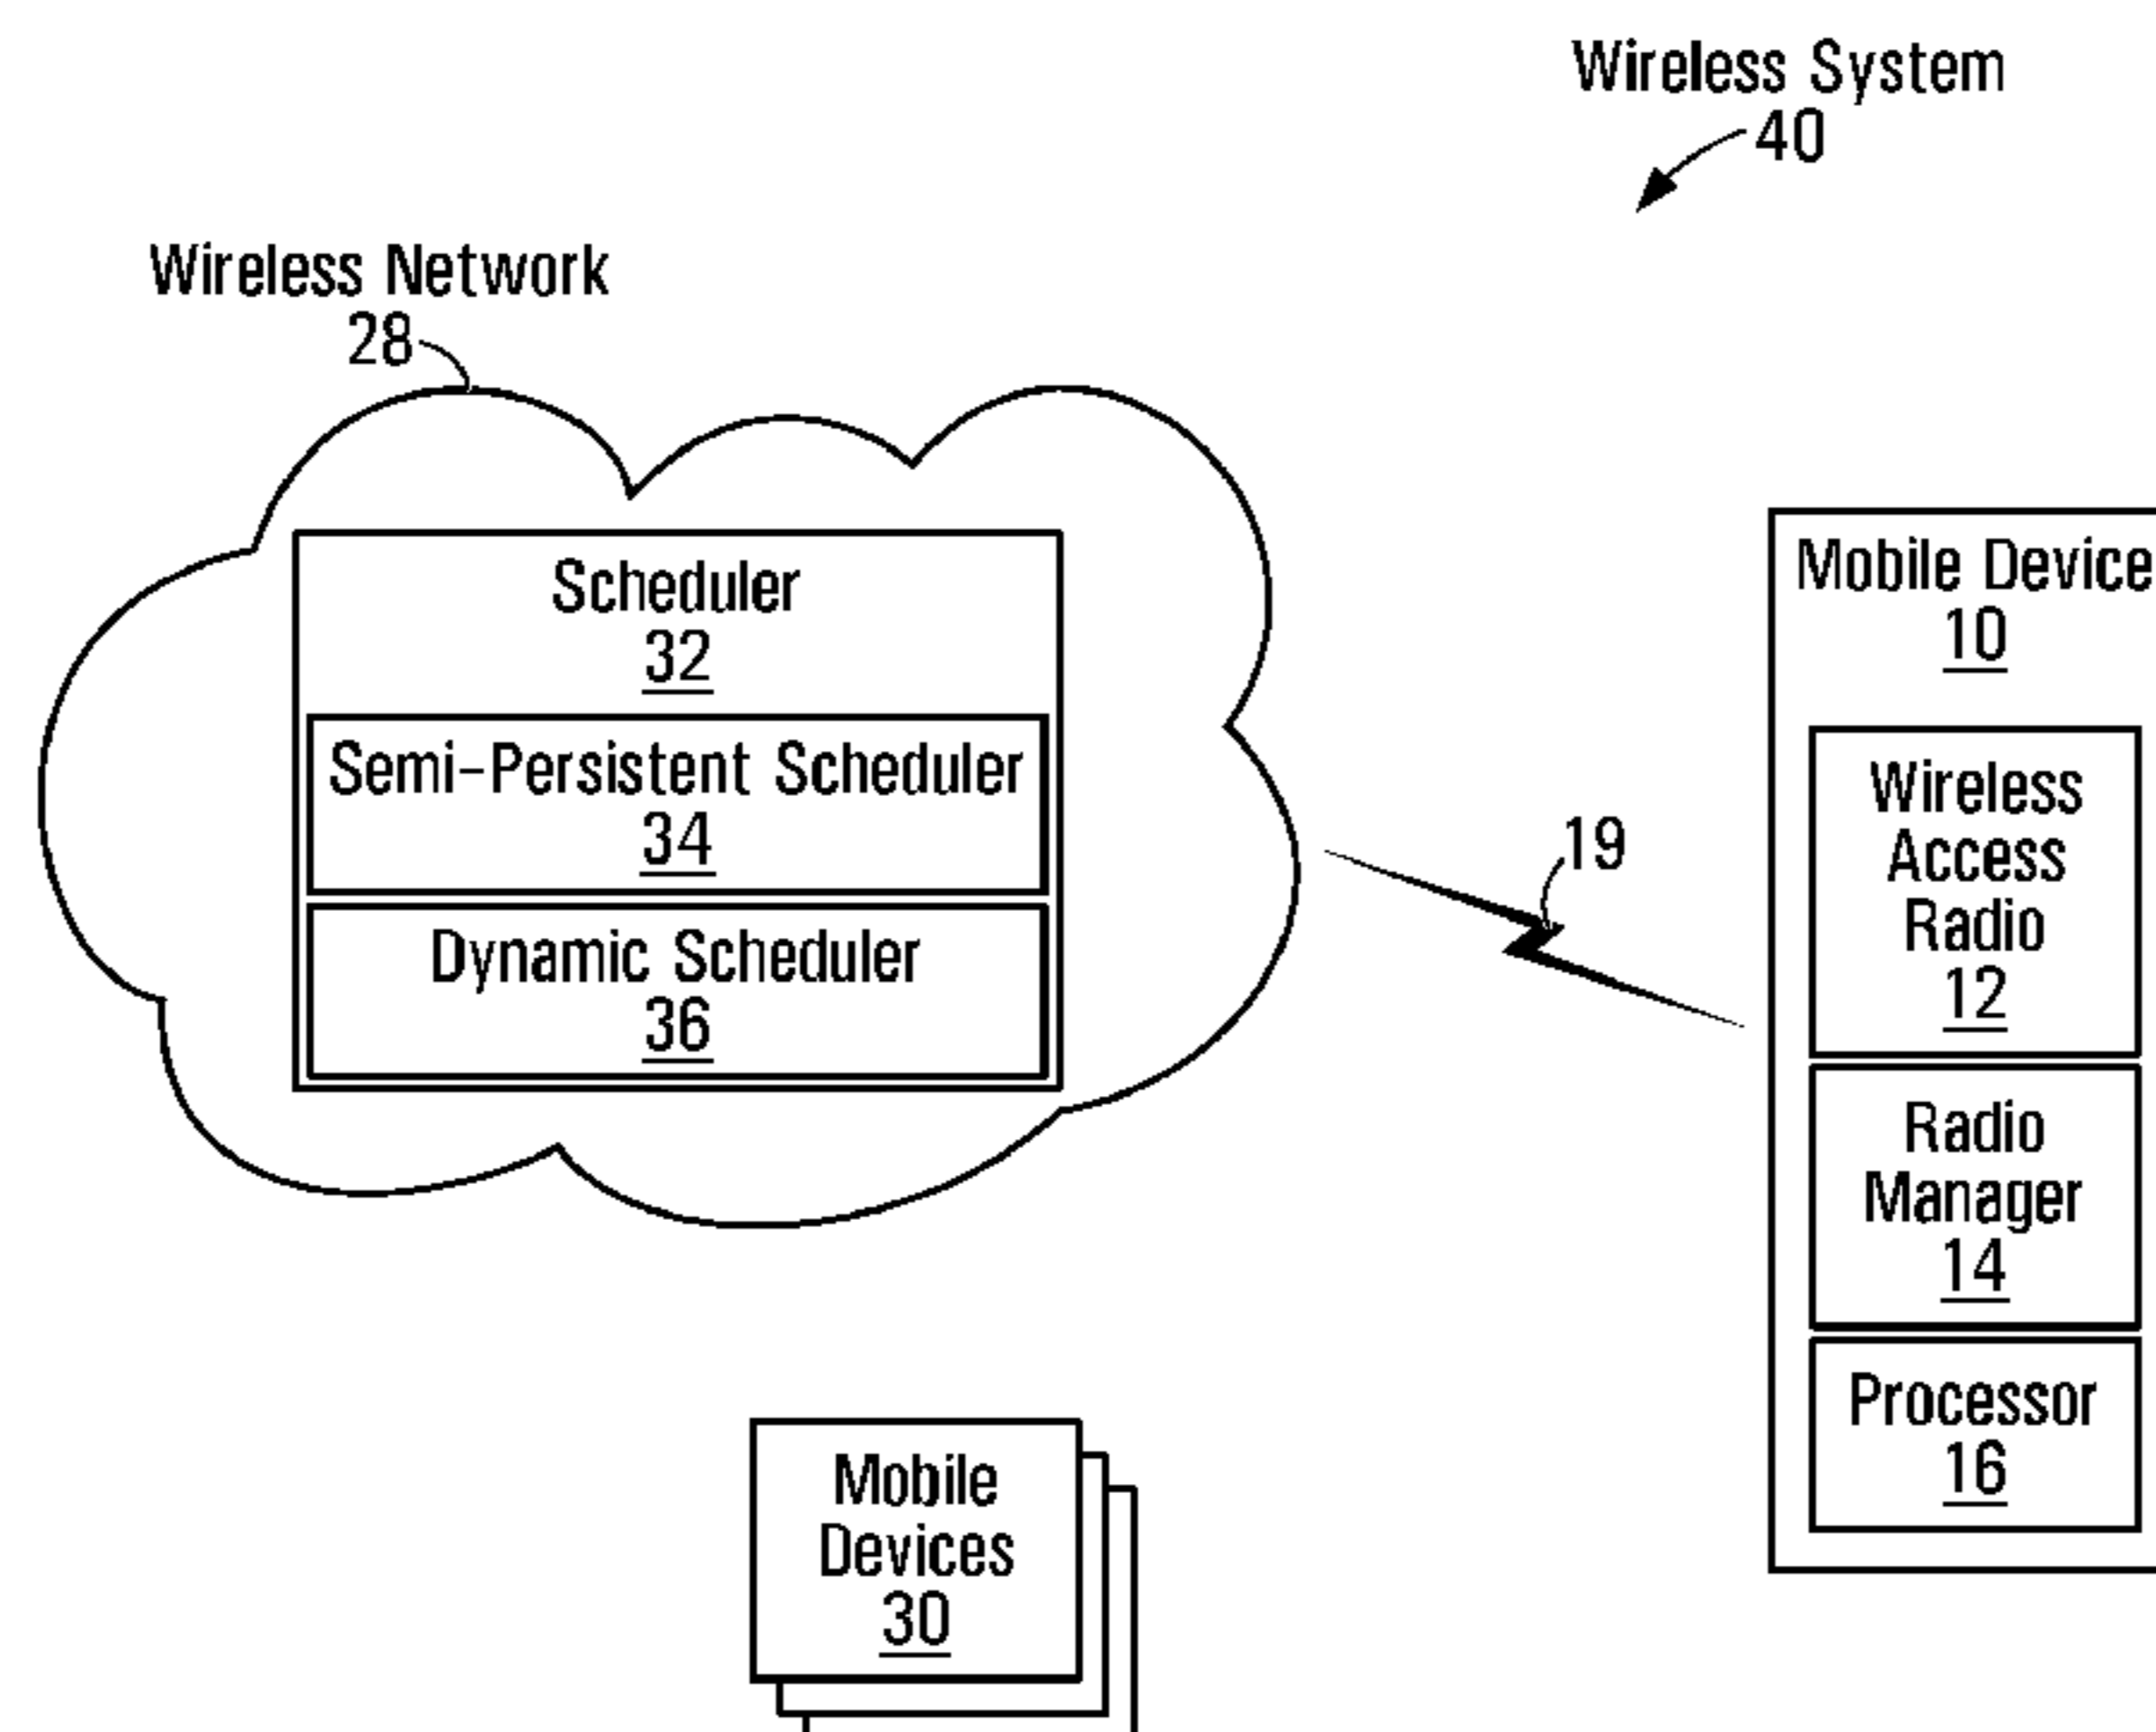 Wireless System
40
Wireless Network
28
Scheduler
32
Semi-Persistent Scheduler
34
Dynamic Scheduler
36
19
Mobile Device
10
Wireless
Access
Radio
12
Radio
Manager
14
Processor
16
Mobile
Devices
30